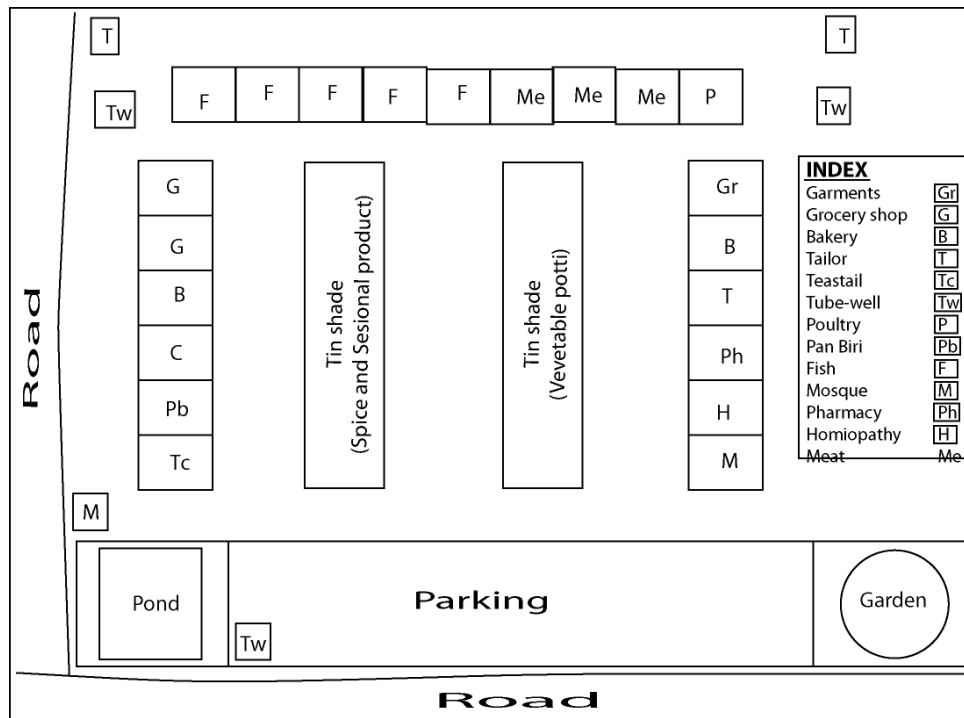 T
T
Tw
Tw
F
F
F
F
F
Me
Me
Me
P
G
G
B
C
Pb
Tc
Tin shade
(Spice and Sesional product)
Tin shade
(Vevetable potti)
Gr
B
T
Ph
H
M
INDEX
Garments Gr
Grocery shop G
Bakery B
Tailor T
Teastail Tc
Tube-well Tw
Poultry P
Pan Biri Pb
Fish F
Mosque M
Pharmacy Ph
Homiopathy H
Meat Me
Road
M
Pond
Parking
Tw
Garden
Road